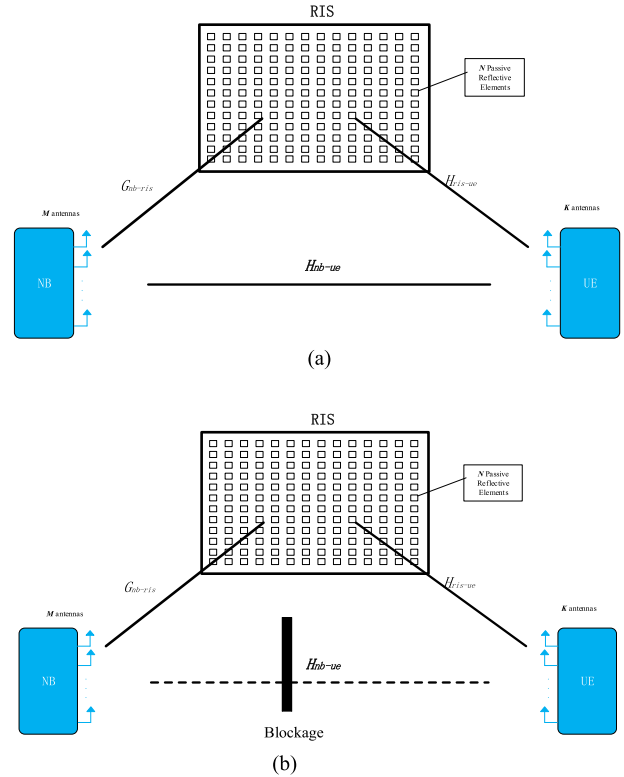 RIS
N Passive
Reflective
Elements
Gnb-ris
Hris-ue
M antennas
K antennas
NB
Hnb-ue
UE
(a)
RIS
N Passive
Reflective
Elements
Gnb-ris
Hris-ue
M antennas
K antennas
NB
Hnb-ue
UE
Blockage
(b)